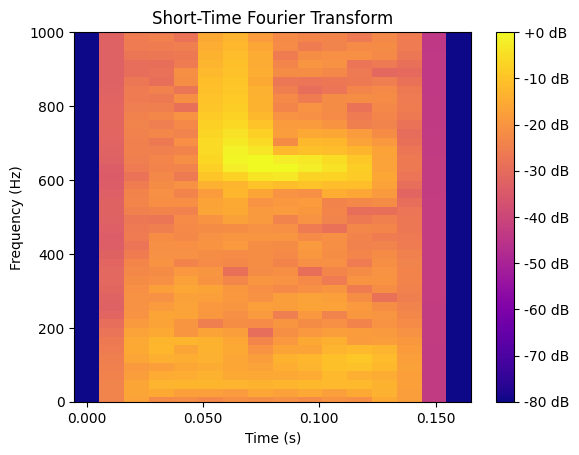 Short-Time Fourier Transform
1000
800
600
400
200
0
Frequency (Hz)
0.000
0.050
0.100
0.150
Time (s)
+0 dB
-10 dB
-20 dB
-30 dB
-40 dB
-50 dB
-60 dB
-70 dB
-80 dB